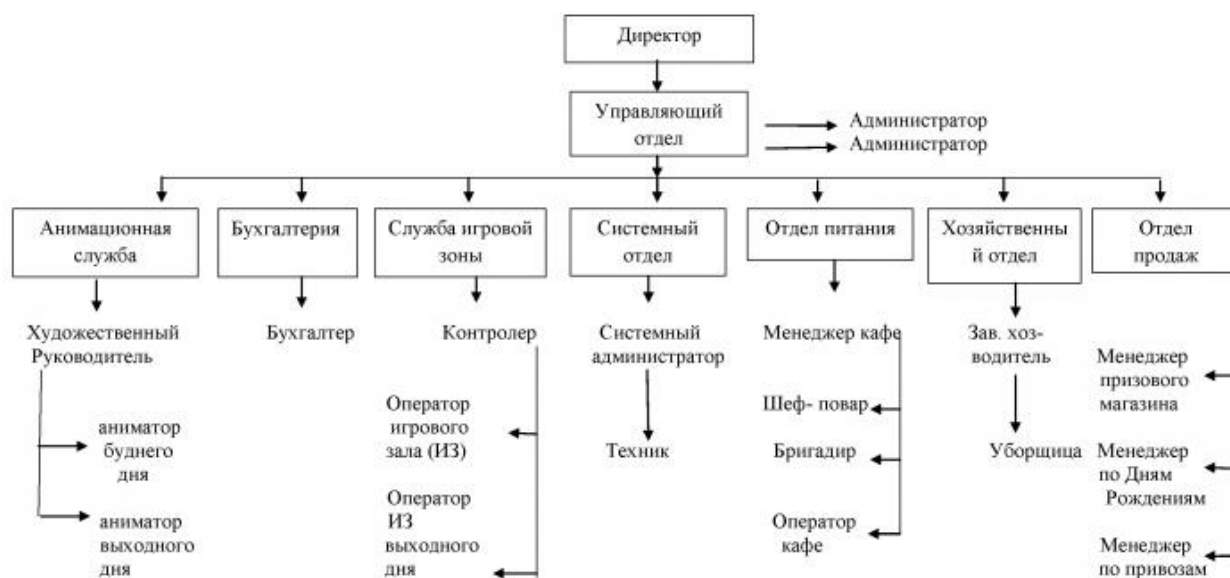 Директор
Управляющий
отдел
Администратор
Администратор
Анимационная
служба
Бухгалтерия
Служба игровой
зоны
Системный
отдел
Отдел питания
Хозяйственны
й отдел
Отдел
продаж
Художественный
Руководитель
аниматор
буднего
дня
аниматор
выходного
дня
Бухгалтер
Контролер
Оператор
игрового
зала (ИЗ)
Оператор
ИЗ
выходного
дня
Системный
администратор
Техник
Менеджер кафе
Шеф- повар
Бригадир
Оператор
кафе
Зав. хоз-
водитель
Уборщица
Менеджер
призового
магазина
Менеджер
по Дням
Рождениям
Менеджер
по привозам